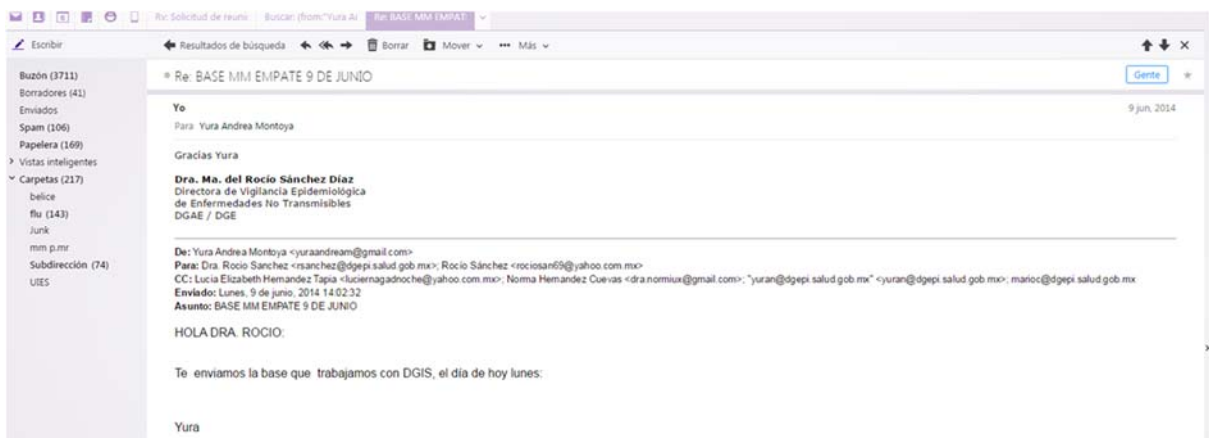 Rv: Solicitud de reunió Buscar: (from:"Yura Ai Re: BASE MM EMPATI
Escribir Resultados de búsqueda Borrar Mover Más
Re: BASE MM EMPATE 9 DE JUNIO Gente
Buzón (3711)
Borradores (41)
Enviados
Spam (106)
Papelera (169)
Vistas inteligentes
Carpetas (217)
belice
flu (143)
Junk
mm p.mr
Subdirección (74)
UIES
Yo 9 jun, 2014
Para Yura Andrea Montoya
Gracias Yura
Dra. Ma. del Rocío Sánchez Díaz
Directora de Vigilancia Epidemiológica
de Enfermedades No Transmisibles
DGAE / DGE
De: Yura Andrea Montoya <yuraandream@gmail.com>
Para: Dra. Rocio Sanchez <rsanchez@dgepi.salud.gob.mx>; Rocío Sánchez <rociosan69@yahoo.com.mx>
CC: Lucia Elizabeth Hernandez Tapia <luciernagadnoche@yahoo.com.mx>; Norma Hernandez Cuevas <dra.normiux@gmail.com>; "yuran@dgepi.salud.gob.mx" <yuran@dgepi.salud.gob.mx>; marioc@dgepi.salud.gob.mx
Enviado: Lunes, 9 de junio, 2014 14:02:32
Asunto: BASE MM EMPATE 9 DE JUNIO
HOLA DRA. ROCIO:
Te enviamos la base que trabajamos con DGIS, el día de hoy lunes:
Yura